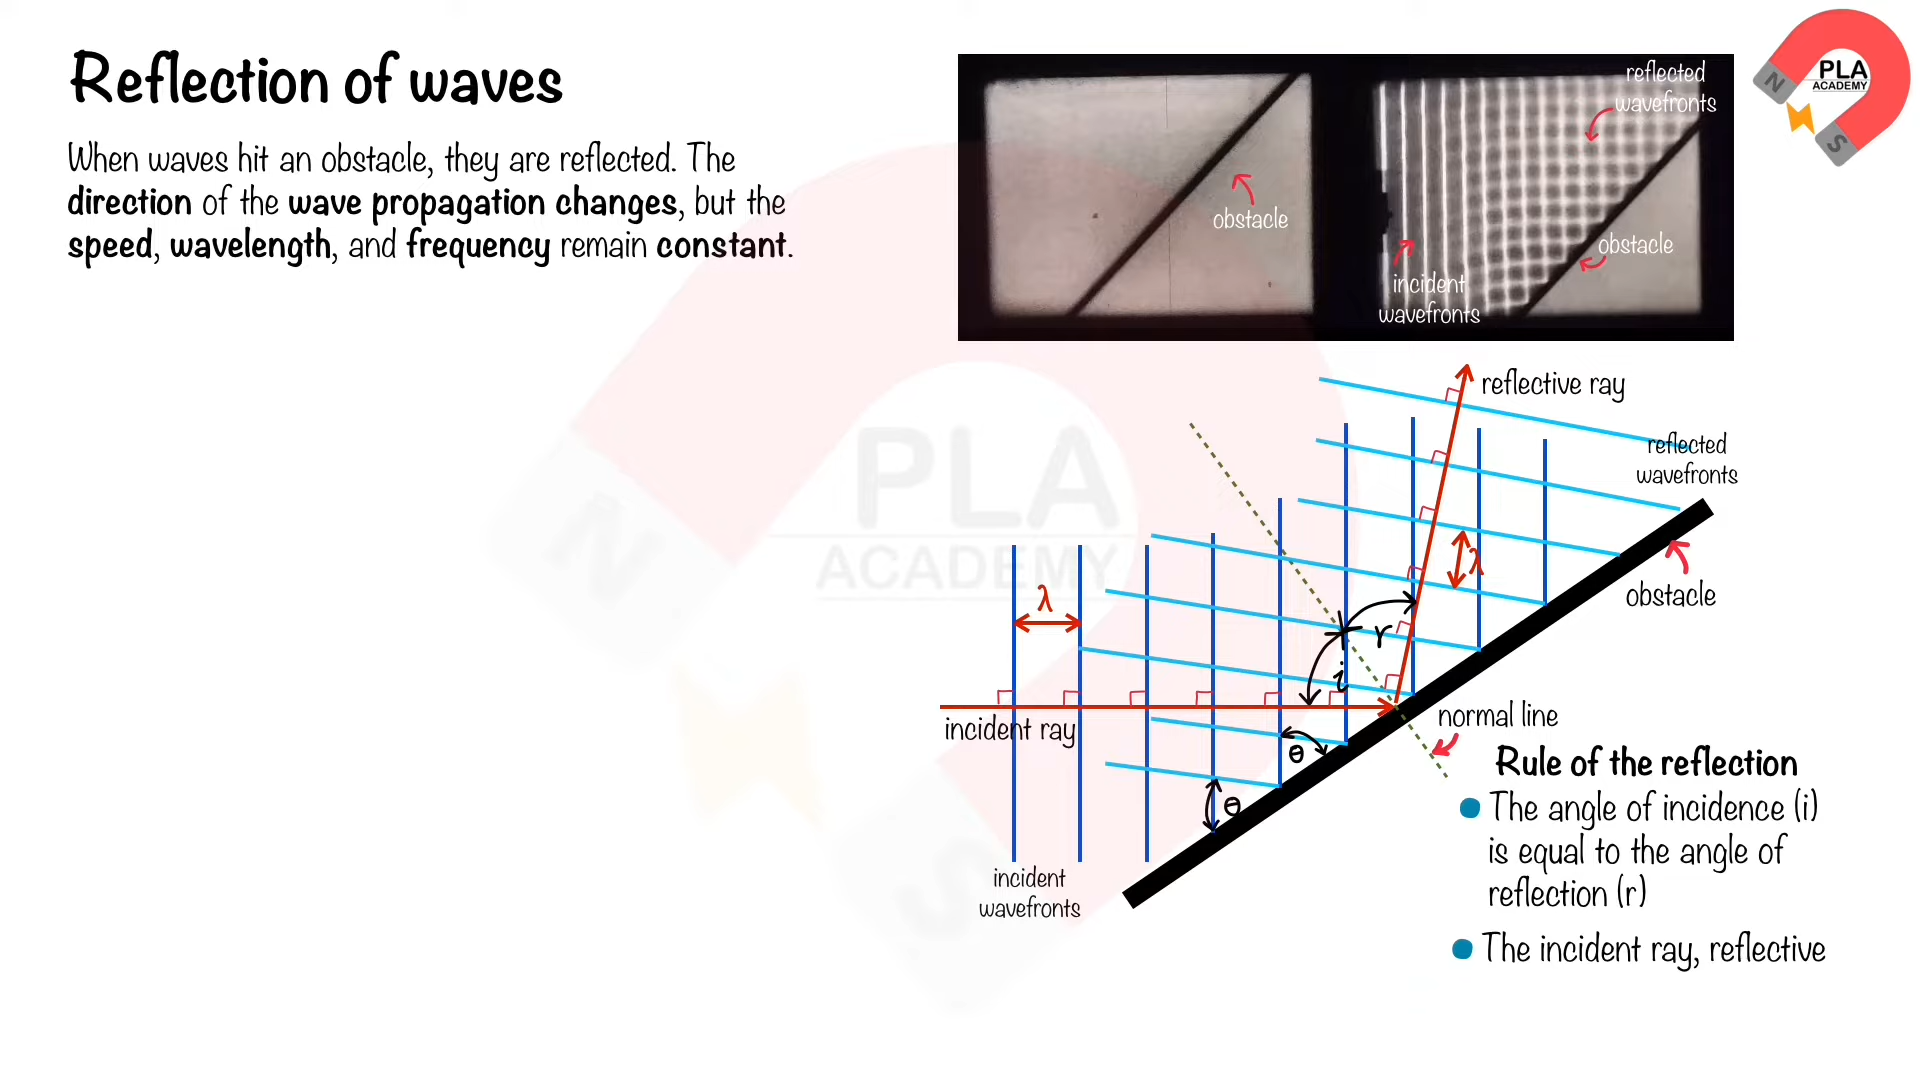 Reflection of waves
When waves hit an obstacle, they are reflected. The
direction of the wave propagation changes, but the
speed, wavelength, and frequency remain constant.
obstacle
reflected
wavefronts
obstacle
incident
wavefronts
N
PLA
ACADEMY
S
reflective ray
reflected
wavefronts
λ
obstacle
λ
r
i
incident ray
normal line
θ
θ
incident
wavefronts
Rule of the reflection
The angle of incidence (i)
is equal to the angle of
reflection (r)
The incident ray, reflective
N
PLA
ACADEMY
S